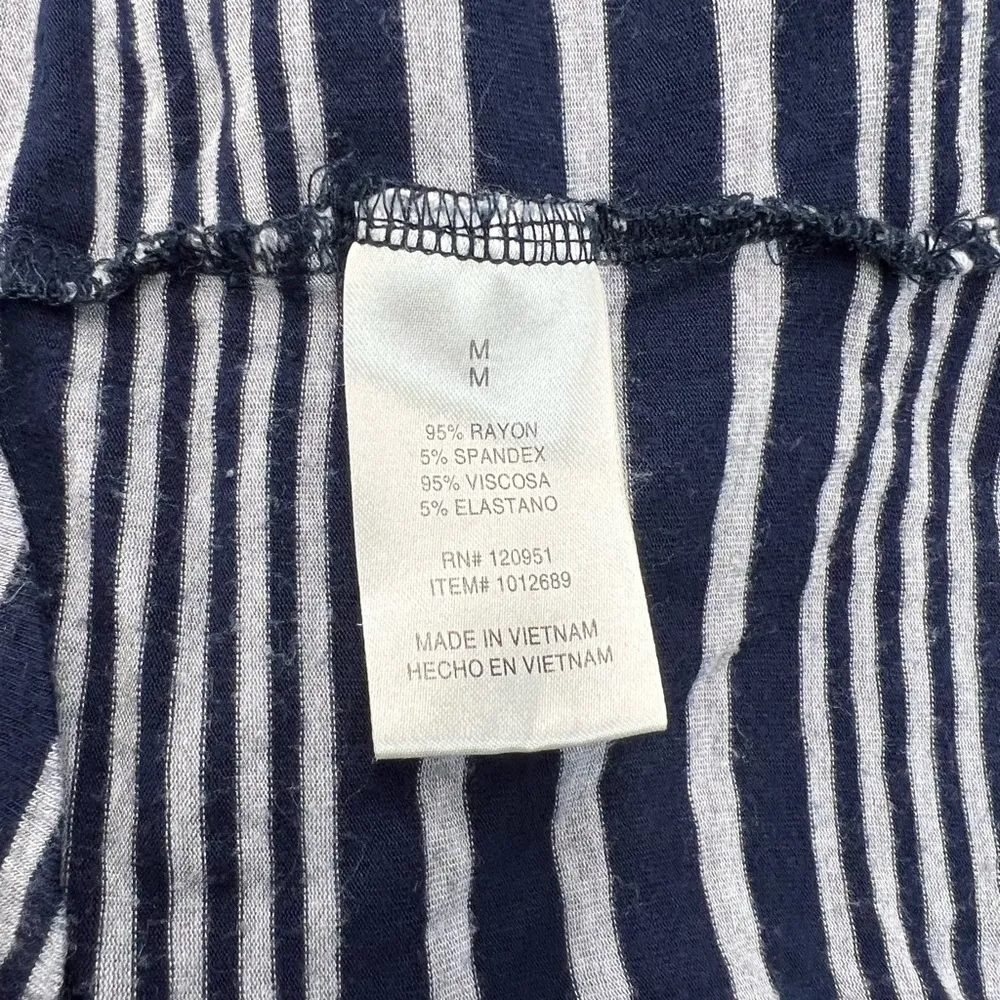 M
M
95% RAYON
5% SPANDEX
95% VISCOSA
5% ELASTANO
RN# 120951
ITEM# 1012689
MADE IN VIETNAM
HECHO EN VIETNAM